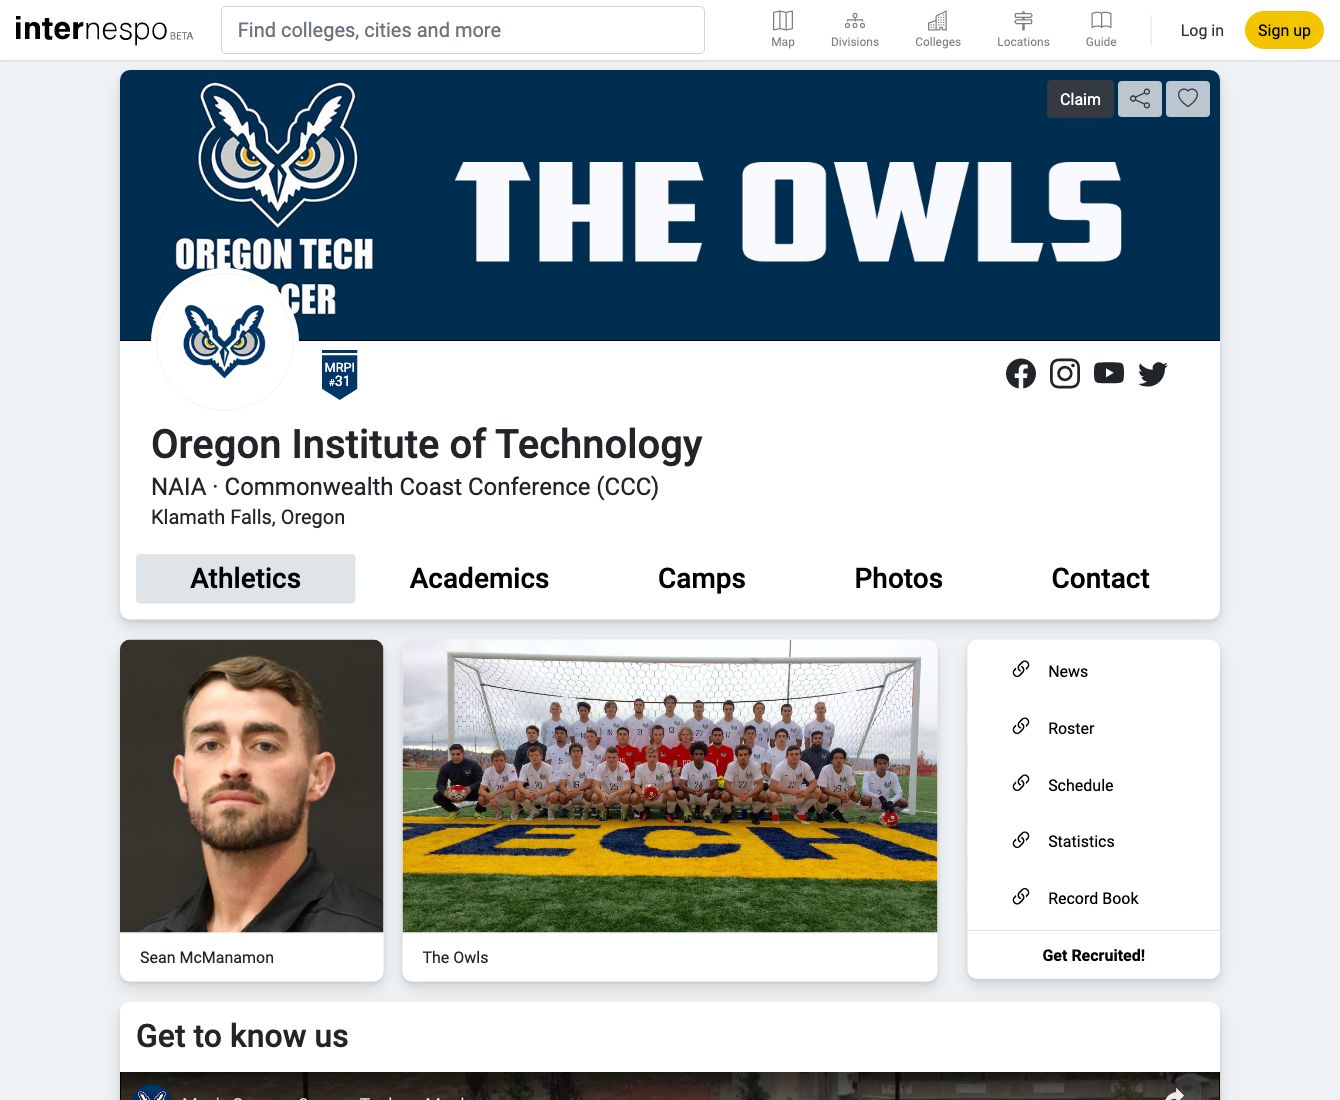 internespo BETA
Find colleges, cities and more
Map
Divisions
Colleges
Locations
Guide
Log in
Sign up
Claim
THE OWLS
OREGON TECH
MRPI
#31
Oregon Institute of Technology
NAIA · Commonwealth Coast Conference (CCC)
Klamath Falls, Oregon
Athletics
Academics
Camps
Photos
Contact
TECH
Sean McManamon
The Owls
News
Roster
Schedule
Statistics
Record Book
Get Recruited!
Get to know us